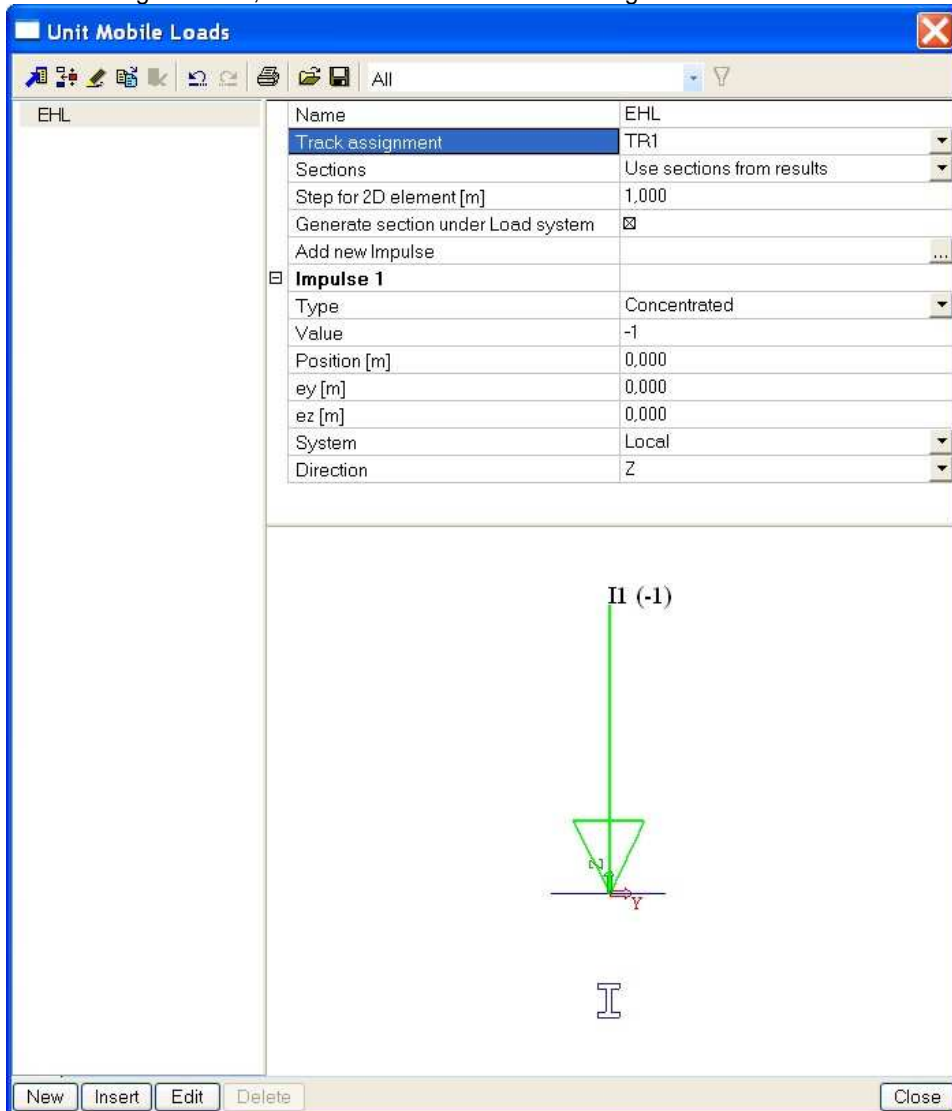 Unit Mobile Loads
All
EHL
Name EHL
Track assignment TR1
Sections Use sections from results
Step for 2D element [m] 1,000
Generate section under Load system
Add new Impulse ...
Impulse 1
Type Concentrated
Value -1
Position [m] 0,000
ey [m] 0,000
ez [m] 0,000
System Local
Direction Z
I1 (-1)
Z
Y
New Insert Edit Delete Close